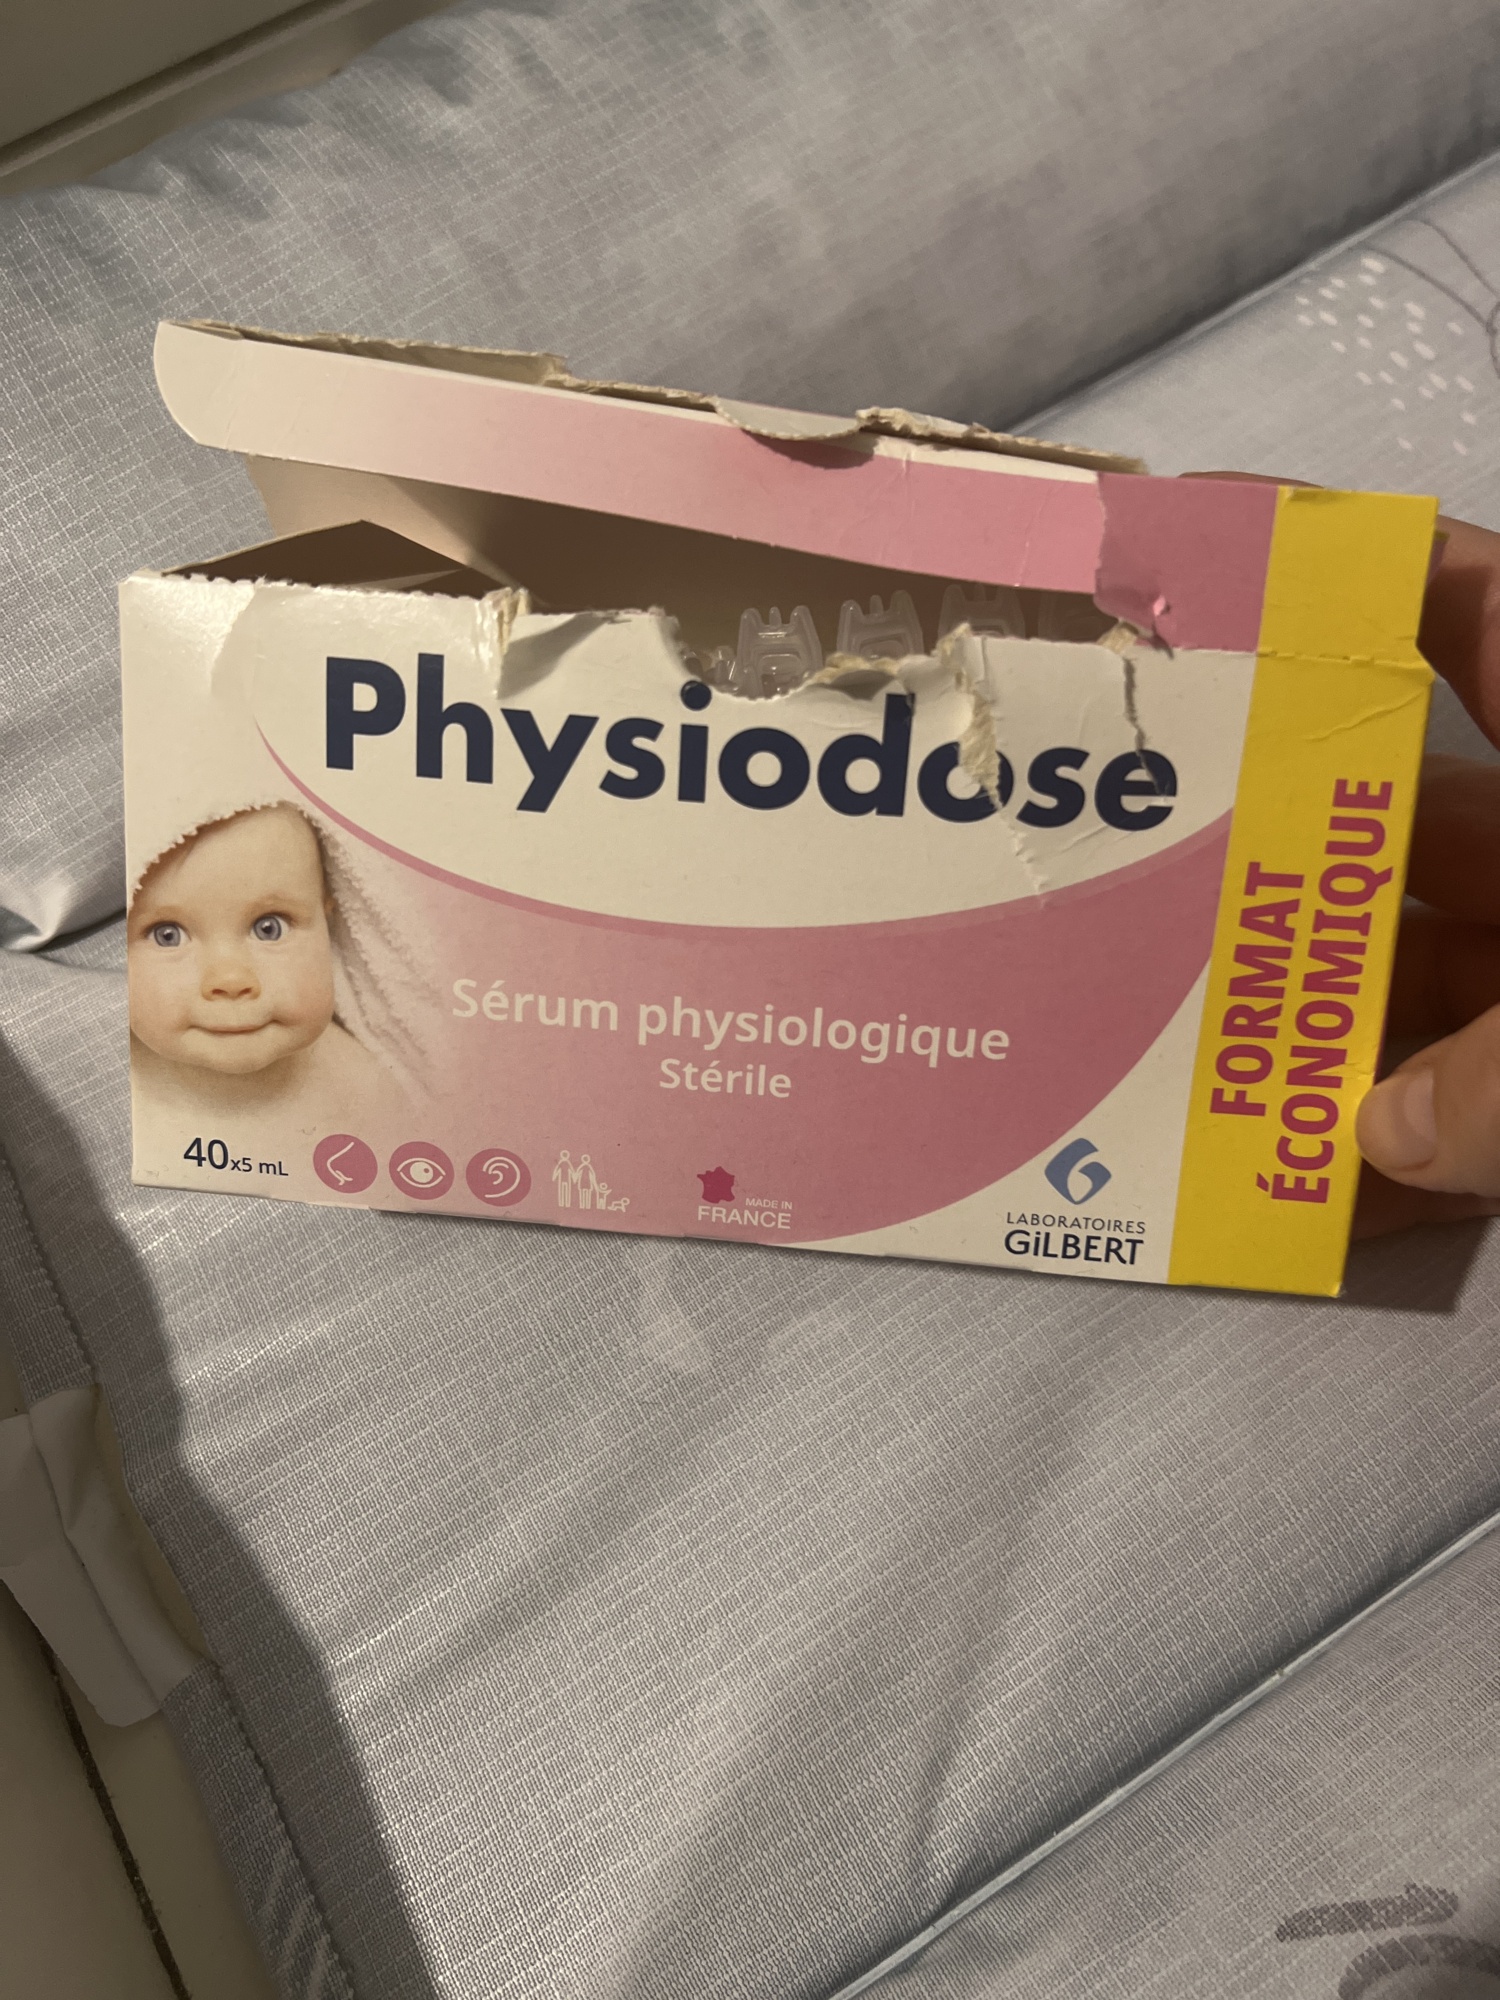 Physiodose
Sérum physiologique
Stérile
40x5 mL
MADE IN
FRANCE
LABORATOIRES
GiLBERT
FORMAT
ÉCONOMIQUE